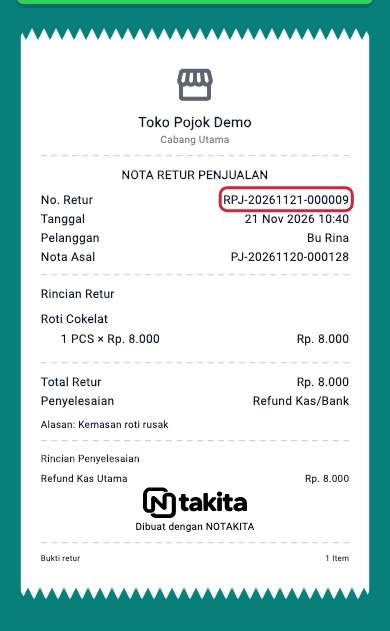 Toko Pojok Demo
Cabang Utama
NOTA RETUR PENJUALAN
No. Retur RPJ-20261121-000009
Tanggal 21 Nov 2026 10:40
Pelanggan Bu Rina
Nota Asal PJ-20261120-000128
Rincian Retur
Roti Cokelat
1 PCS × Rp. 8.000 Rp. 8.000
Total Retur Rp. 8.000
Penyelesaian Refund Kas/Bank
Alasan: Kemasan roti rusak
Rincian Penyelesaian
Refund Kas Utama Rp. 8.000
N takita
Dibuat dengan NOTAKITA
Bukti retur 1 Item